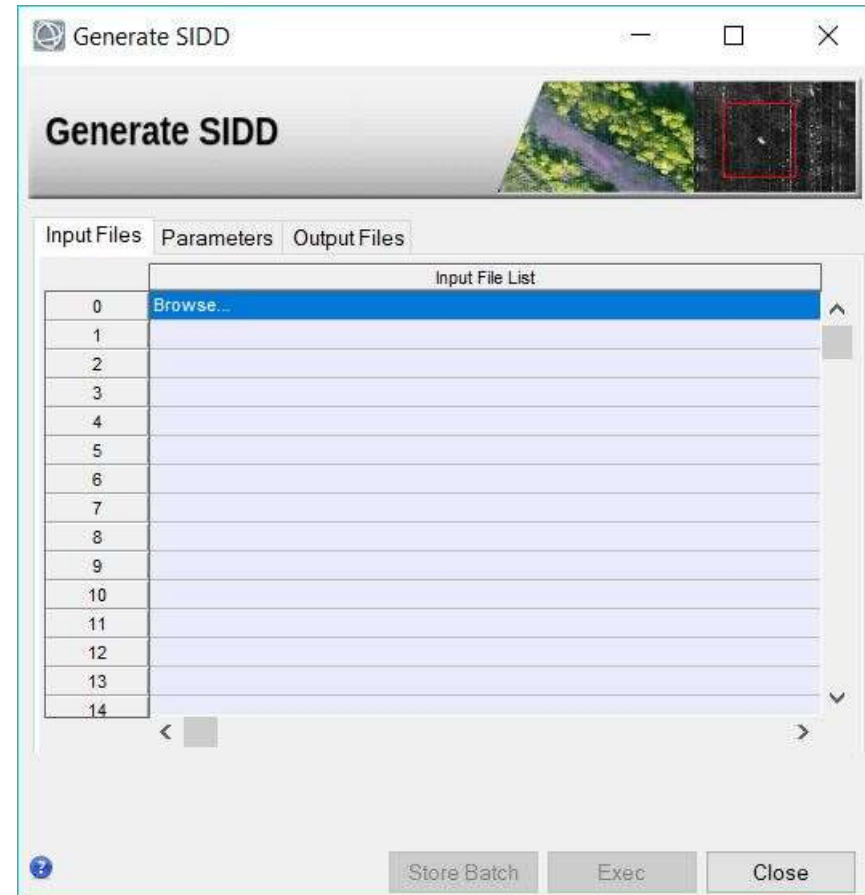 Generate SIDD
Generate SIDD
Input Files Parameters Output Files
Input File List
0 Browse...
1
2
3
4
5
6
7
8
9
10
11
12
13
14
? Store Batch Exec Close